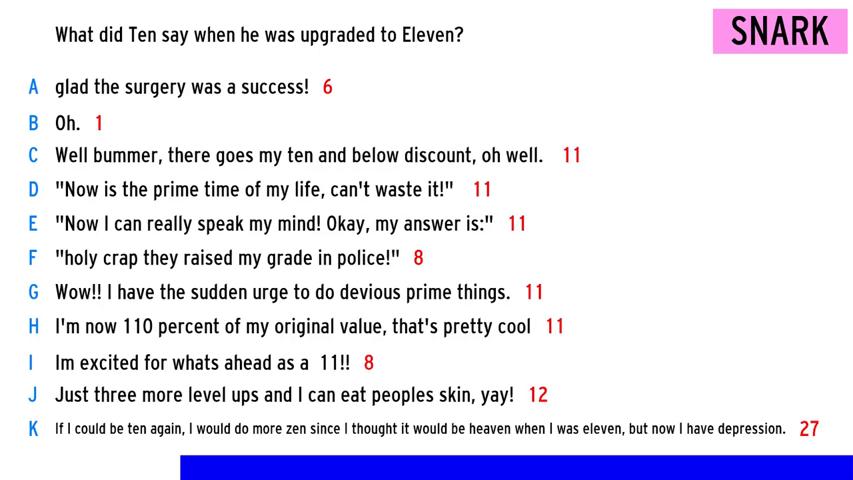 What did Ten say when he was upgraded to Eleven?
SNARK
A glad the surgery was a success! 6
B Oh. 1
C Well bummer, there goes my ten and below discount, oh well. 11
D "Now is the prime time of my life, can't waste it!" 11
E "Now I can really speak my mind! Okay, my answer is:" 11
F "holy crap they raised my grade in police!" 8
G Wow!! I have the sudden urge to do devious prime things. 11
H I'm now 110 percent of my original value, that's pretty cool 11
I Im excited for whats ahead as a 11!! 8
J Just three more level ups and I can eat peoples skin, yay! 12
K If I could be ten again, I would do more zen since I thought it would be heaven when I was eleven, but now I have depression. 27